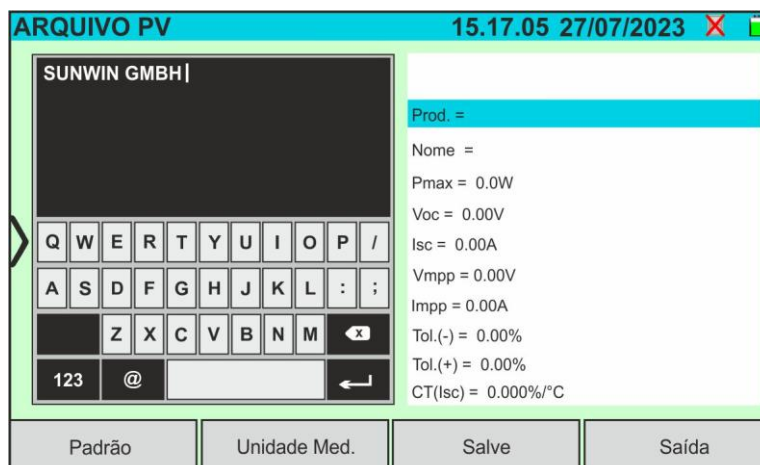 ARQUIVO PV 15.17.05 27/07/2023
SUNWIN GMBH
Prod. =
Nome =
Pmax = 0.0W
Voc = 0.00V
Isc = 0.00A
Vmpp = 0.00V
Impp = 0.00A
Tol.(-) = 0.00%
Tol.(+) = 0.00%
CT(Isc) = 0.000%/°C
Q W E R T Y U I O P /
A S D F G H J K L : ;
Z X C V B N M x
123 @
Padrão Unidade Med. Salve Saída